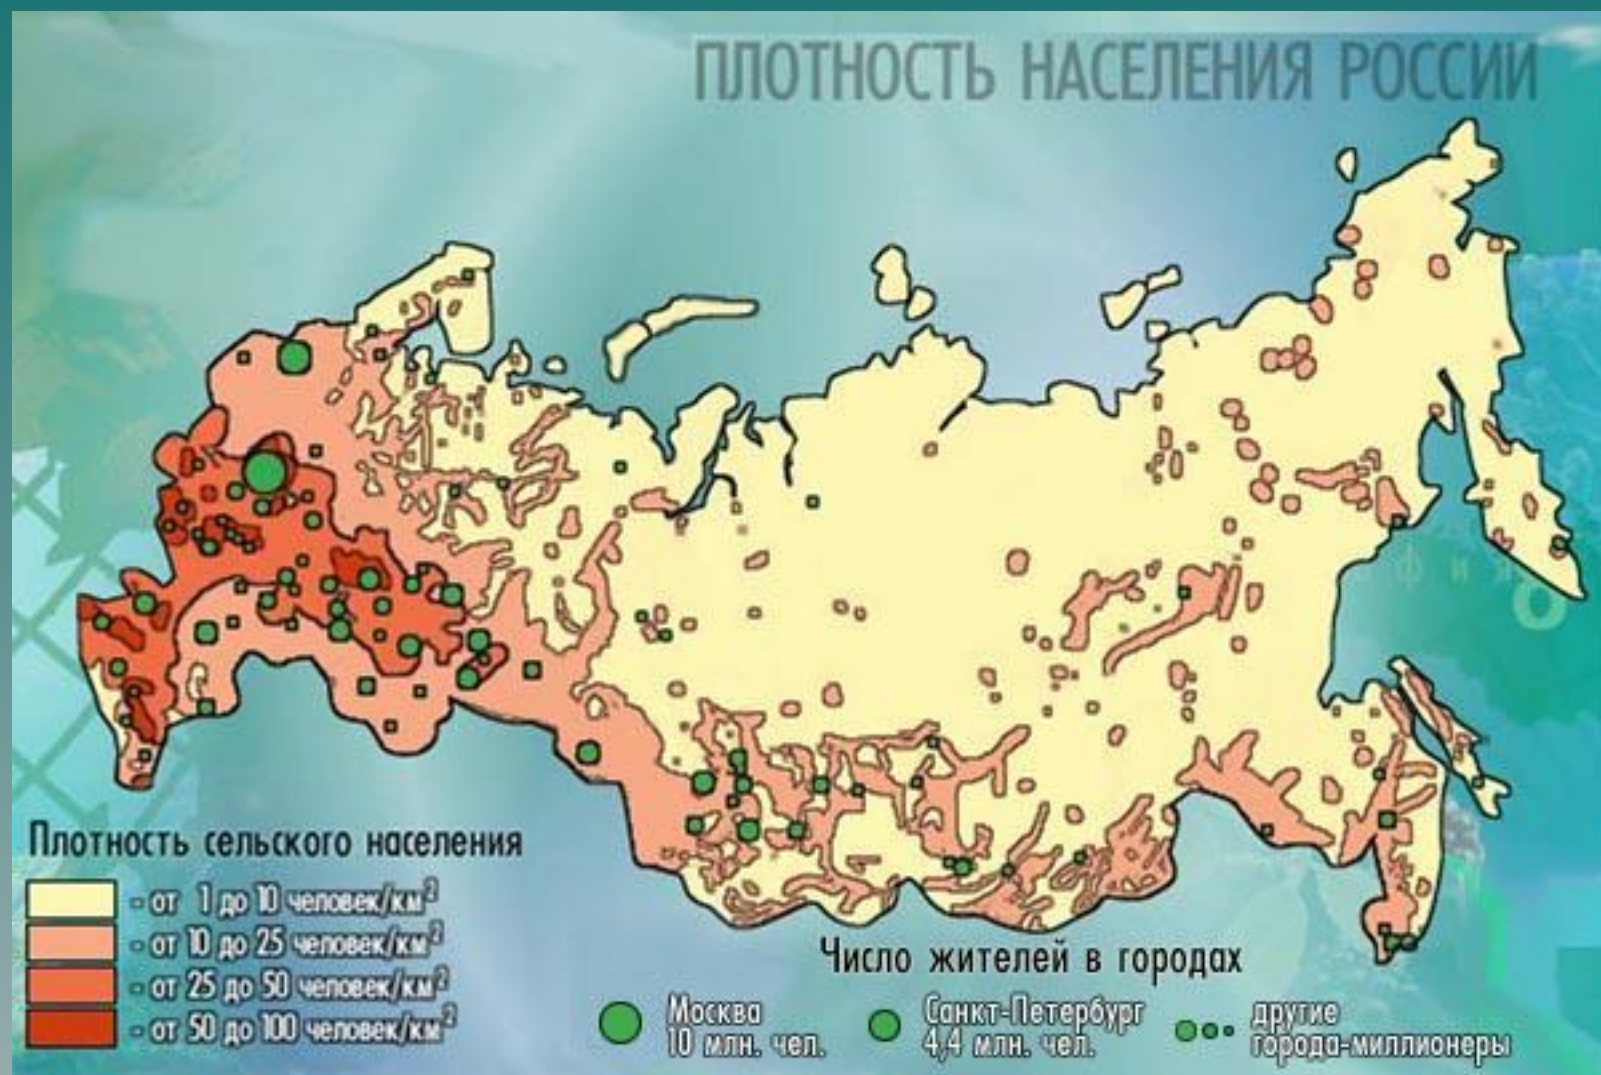 ПЛОТНОСТЬ НАСЕЛЕНИЯ РОССИИ
Плотность сельского населения
- от 1 до 10 человек/км²
- от 10 до 25 человек/км²
- от 25 до 50 человек/км²
- от 50 до 100 человек/км²
Число жителей в городах
Москва
10 млн. чел.
Санкт-Петербург
4,4 млн. чел.
другие
города-миллионеры